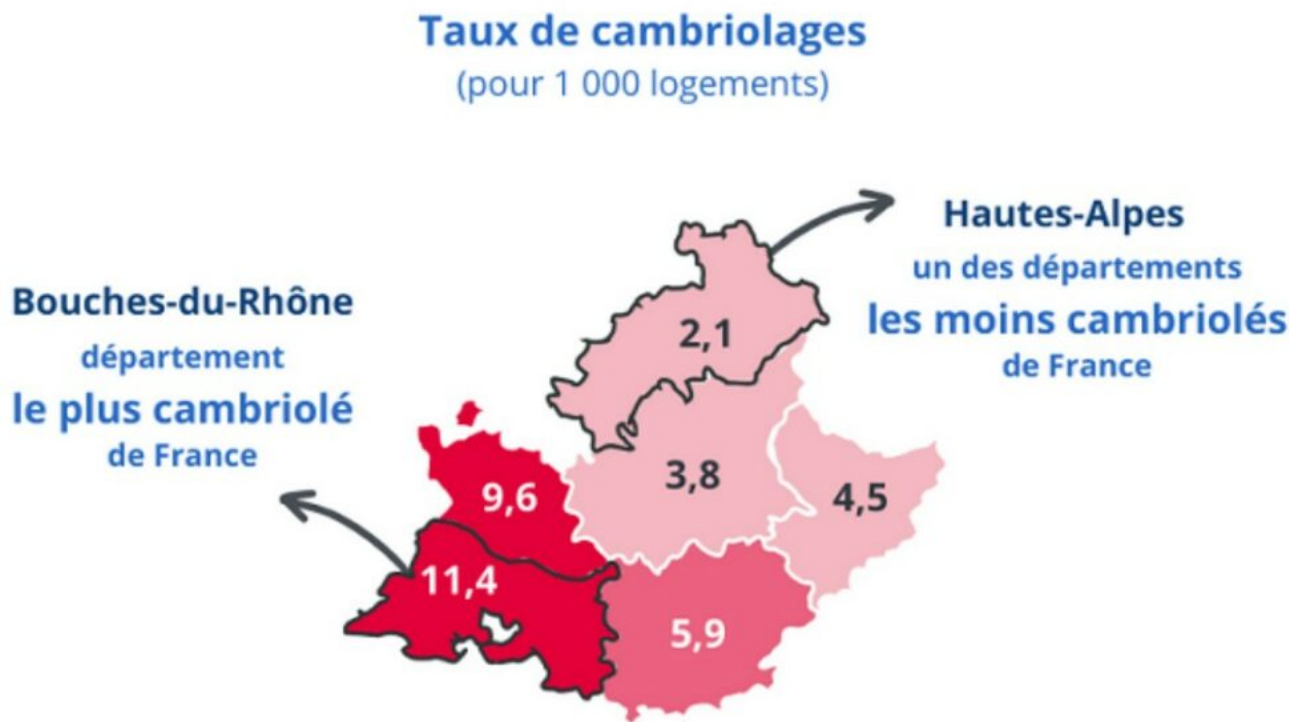 Taux de cambriolages
(pour 1 000 logements)
Hautes-Alpes
un des départements
les moins cambriolés
de France
Bouches-du-Rhône
département
le plus cambriolé
de France
2,1
3,8
4,5
9,6
11,4
5,9